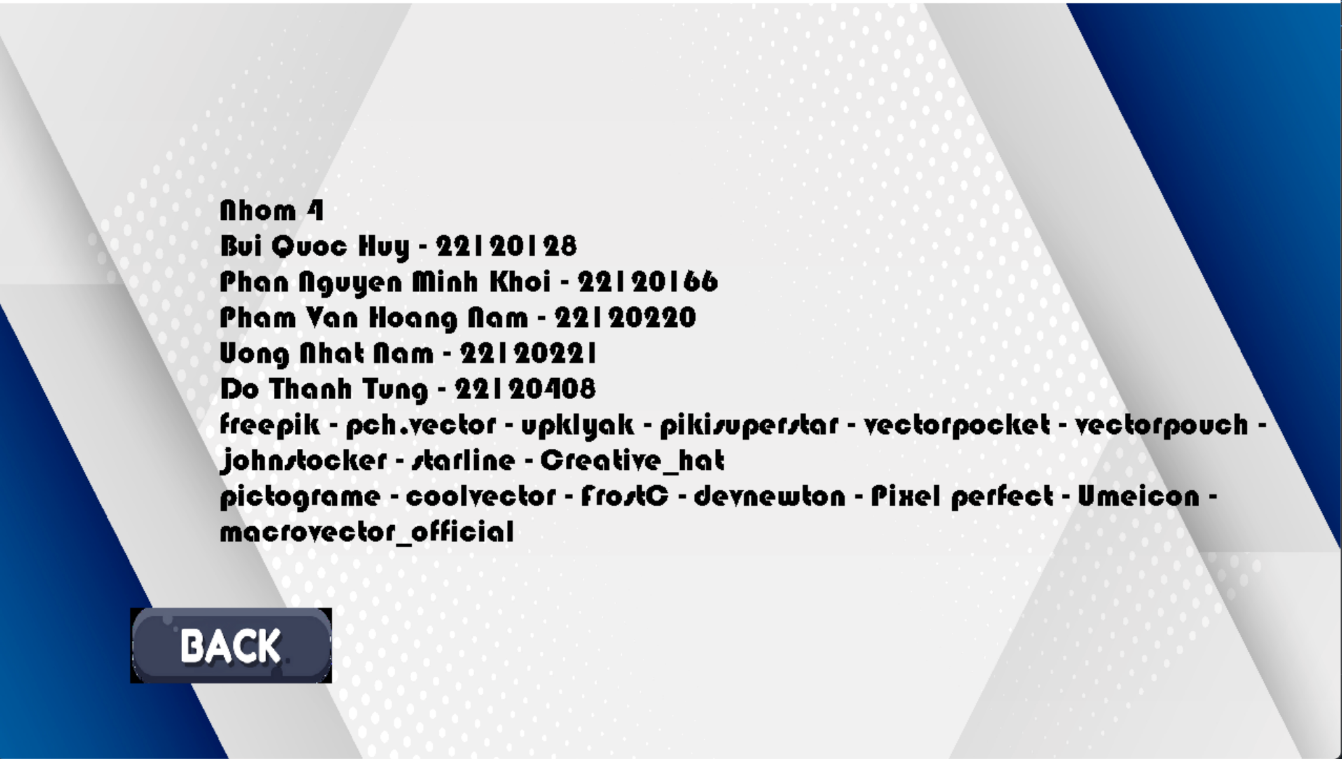 Nhom 4
Bui Quoc Huy - 22120128
Phan Nguyen Minh Khoi - 22120166
Pham Van Hoang Nam - 22120220
Uong Nhat Nam - 22120221
Do Thanh Tung - 22120408
freepik - pch.vector - upklyak - pikisuperstar - vectorpocket - vectorpouch -
johnstocker - starline - Creative_hat
pictograme - coolvector - FrostC - devnewton - Pixel perfect - Umeicon -
macrovector_official
BACK